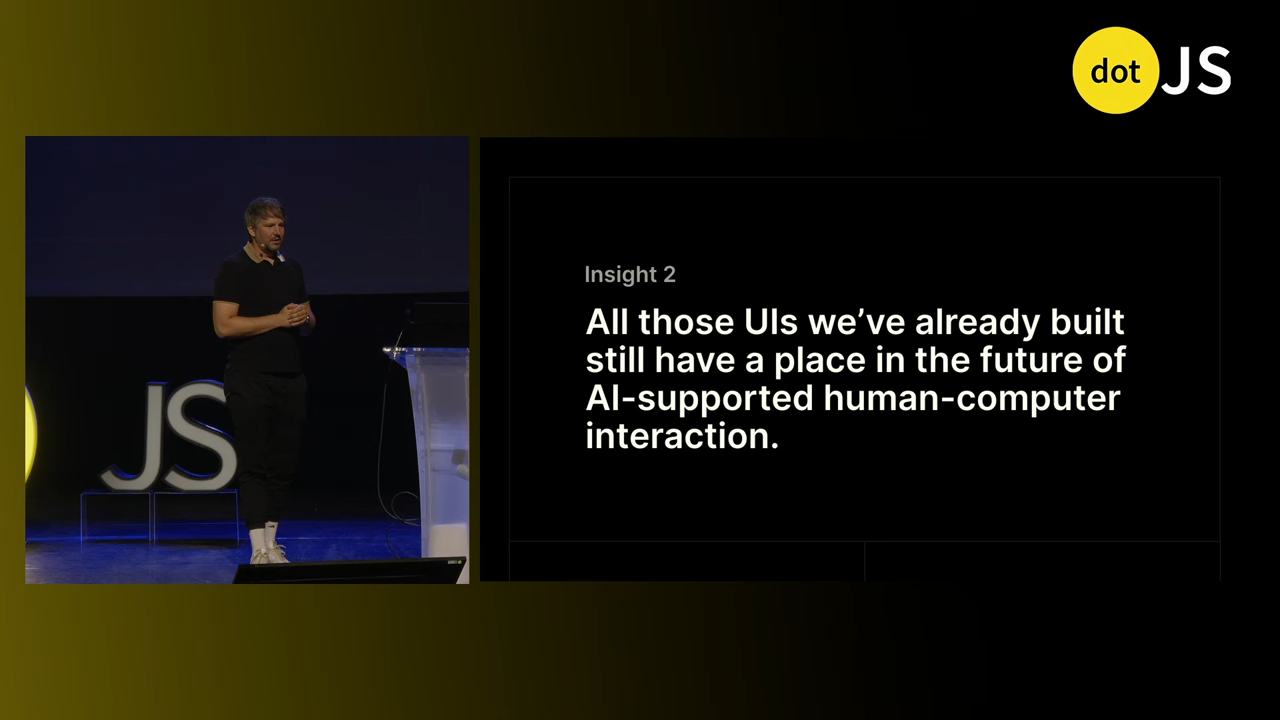 dot JS
JS
Insight 2
All those UIs we’ve already built
still have a place in the future of
AI-supported human-computer
interaction.